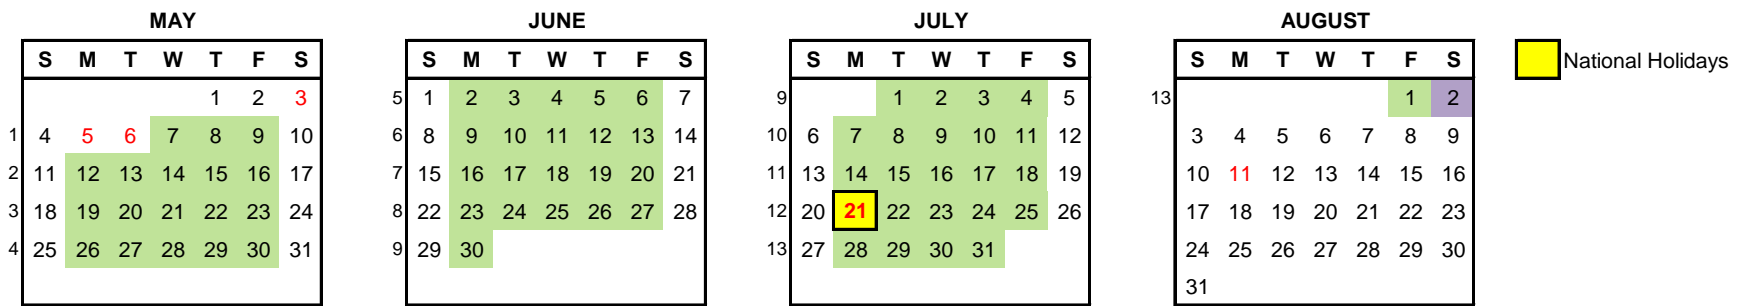 MAY
S M T W T F S
1 2 3
1 4 5 6 7 8 9 10
2 11 12 13 14 15 16 17
3 18 19 20 21 22 23 24
4 25 26 27 28 29 30 31
JUNE
S M T W T F S
5 1 2 3 4 5 6 7
6 8 9 10 11 12 13 14
7 15 16 17 18 19 20 21
8 22 23 24 25 26 27 28
9 29 30
JULY
S M T W T F S
9 1 2 3 4 5
10 6 7 8 9 10 11 12
11 13 14 15 16 17 18 19
12 20 21 22 23 24 25 26
13 27 28 29 30 31
AUGUST
S M T W T F S
13 1 2
3 4 5 6 7 8 9
10 11 12 13 14 15 16
17 18 19 20 21 22 23
24 25 26 27 28 29 30
31
National Holidays